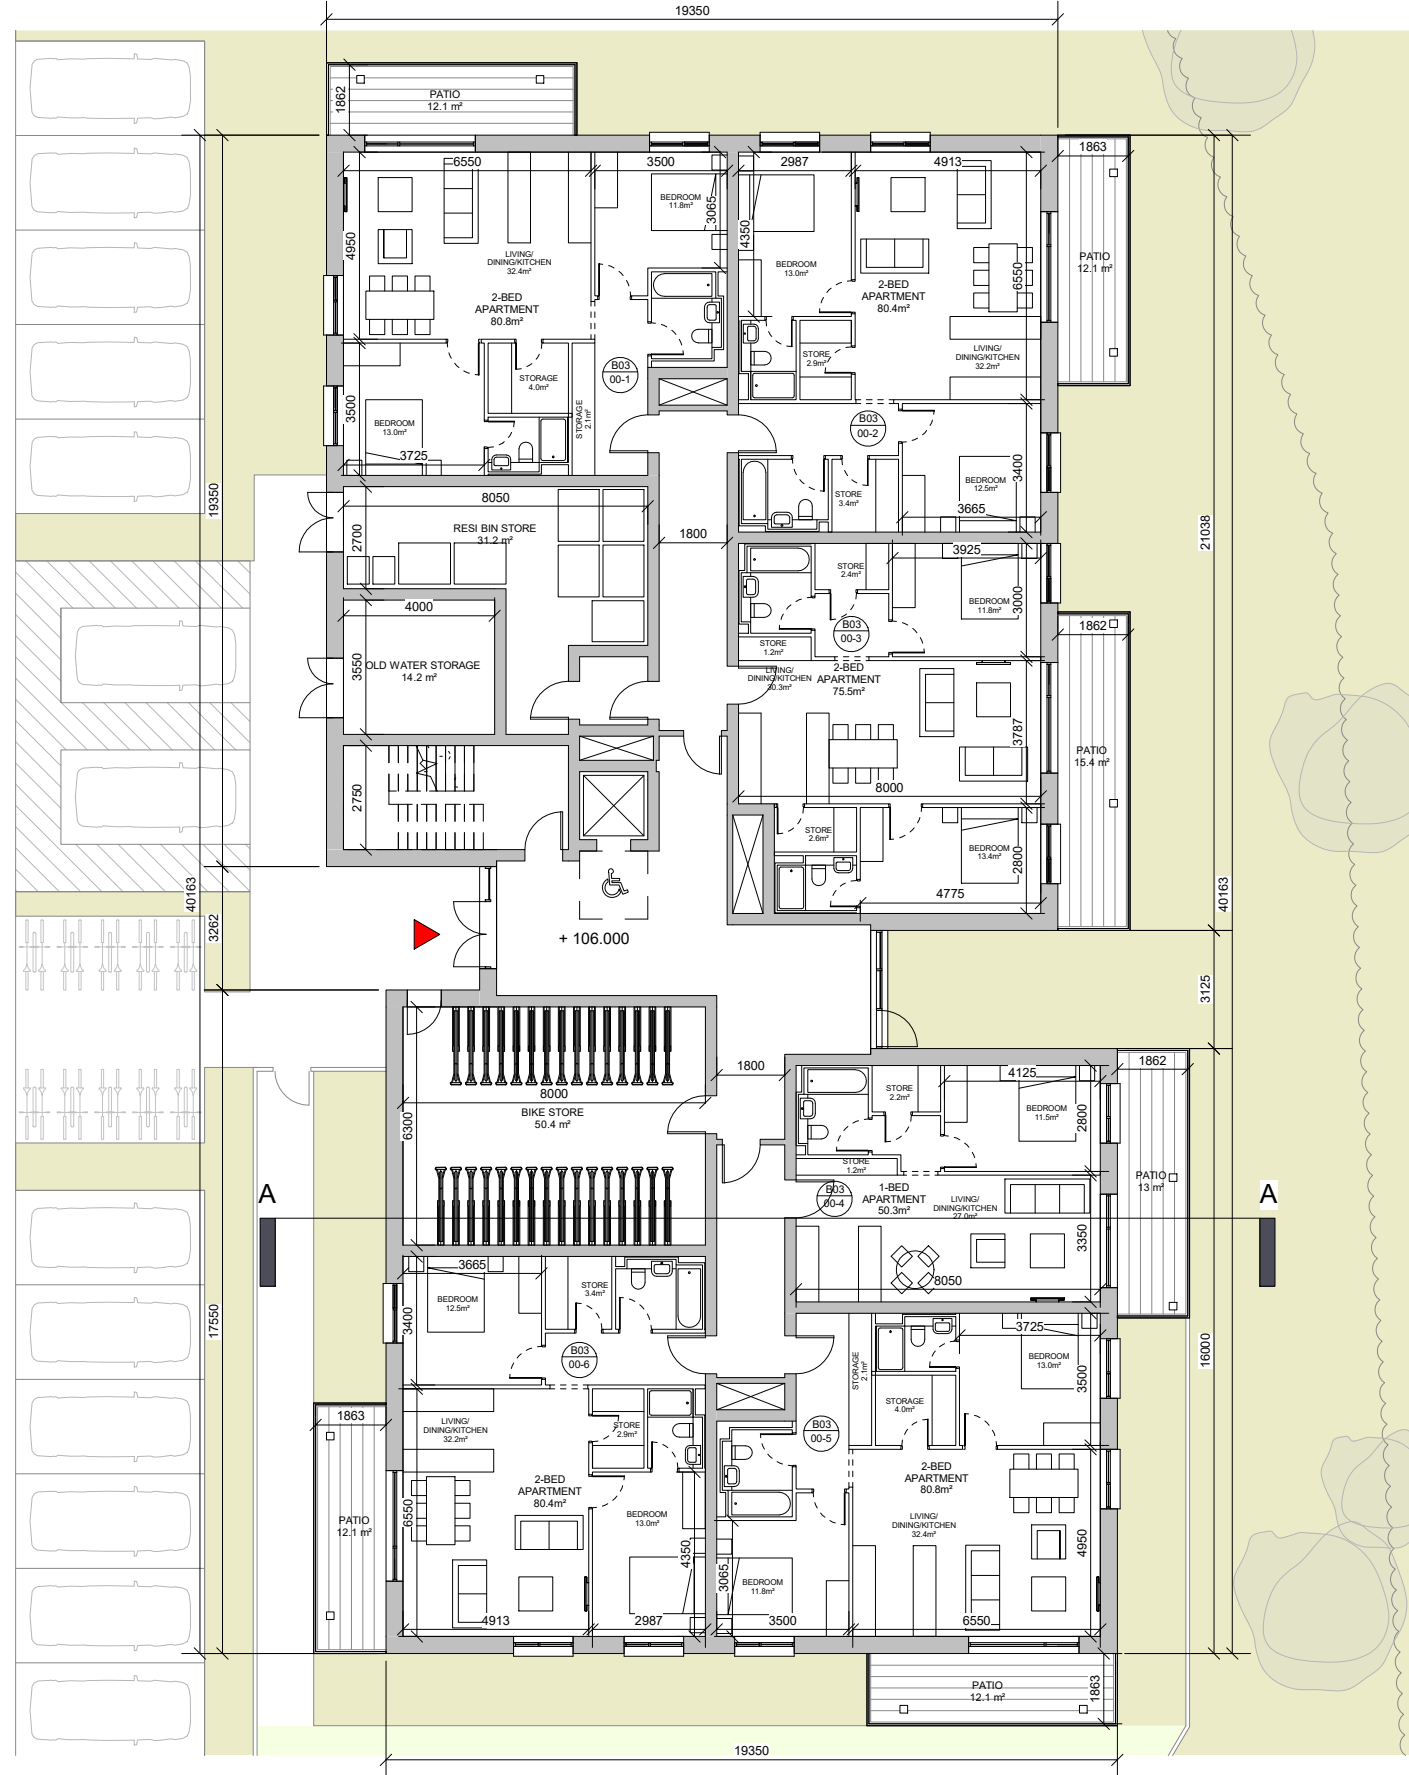 19350
1862
PATIO
12.1 m²
6550
3500
2987
4913
1863
BEDROOM
11.8m²
3065
4950
4350
LIVING/
DINING/KITCHEN
32.4m²
BEDROOM
13.0m²
PATIO
12.1 m²
6550
2-BED
APARTMENT
80.8m²
2-BED
APARTMENT
80.4m²
STORE
2.9m²
LIVING/
DINING/KITCHEN
32.2m²
STORAGE
4.0m²
B03
00-1
3500
STORAGE
2.1m²
BEDROOM
13.0m²
3725
B03
00-2
3400
BEDROOM
12.5m²
STORE
3.4m²
3665
19350
8050
RESI BIN STORE
31.2 m²
2700
1800
21038
3925
STORE
2.4m²
BEDROOM
11.8m²
3000
4000
B03
00-3
1862
STORE
1.2m²
3550
OLD WATER STORAGE
14.2 m²
LIVING/
DINING/KITCHEN
30.3m²
2-BED
APARTMENT
75.5m²
3787
PATIO
15.4 m²
2750
8000
STORE
2.6m²
BEDROOM
13.4m²
2800
4775
40163
3262
40163
+ 106.000
3125
1800
1862
4125
8000
BIKE STORE
50.4 m²
6300
STORE
2.2m²
BEDROOM
11.5m²
2800
STORE
1.2m²
PATIO
13 m²
A
A
B03
00-4
1-BED
APARTMENT
50.3m²
LIVING/
DINING/KITCHEN
27.0m²
3350
8050
3665
STORE
3.4m²
BEDROOM
12.5m²
3400
17550
16000
3725
BEDROOM
13.0m²
3500
B03
00-6
STORAGE
2.1m²
STORAGE
4.0m²
1863
LIVING/
DINING/KITCHEN
32.2m²
STORE
2.9m²
B03
00-5
2-BED
APARTMENT
80.4m²
2-BED
APARTMENT
80.8m²
6550
PATIO
12.1 m²
BEDROOM
13.0m²
4350
LIVING/
DINING/KITCHEN
32.4m²
4950
3065
BEDROOM
11.8m²
4913
2987
3500
6550
PATIO
12.1 m²
1863
19350